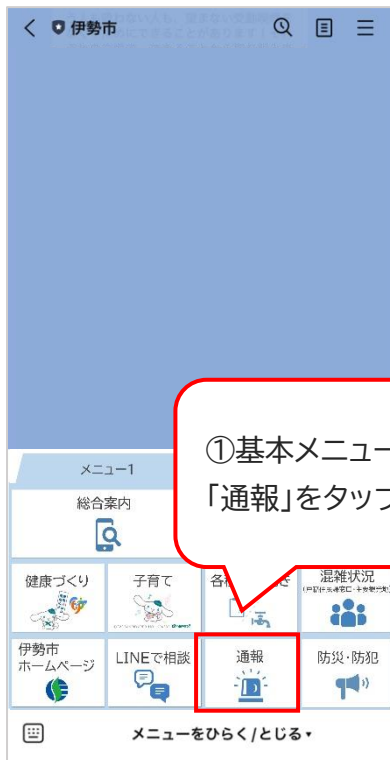 伊勢市
①基本メニュー
「通報」をタップ
メニュー1
総合案内
健康づくり
子育て
各種
き
混雑状況
伊勢市
ホームページ
LINEで相談
通報
防災・防犯
メニューをひらく/とじる▾